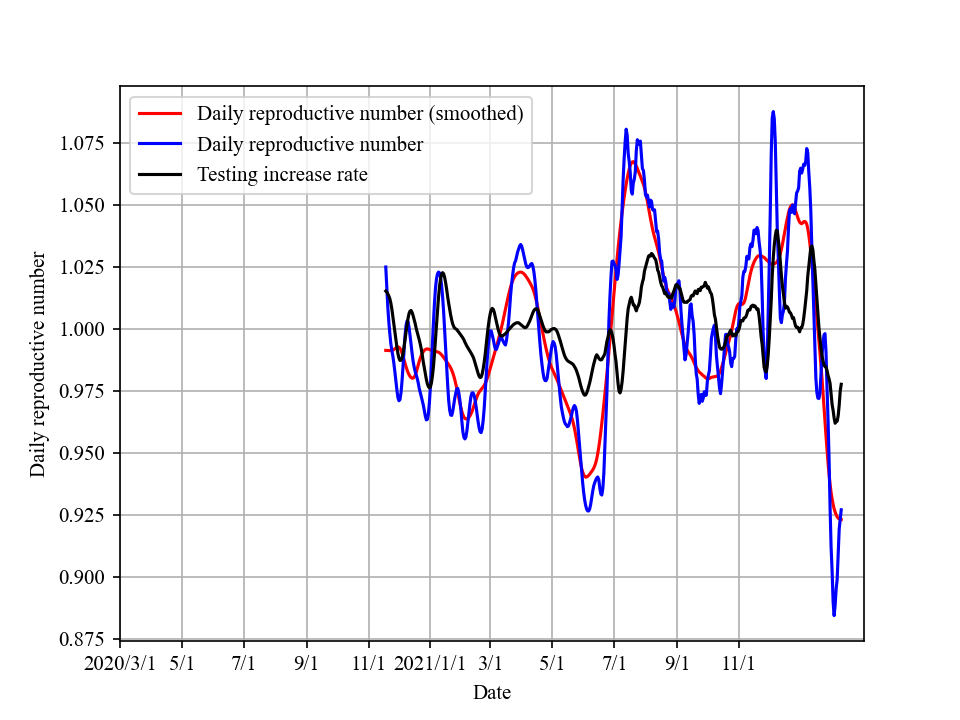 Daily reproductive number (smoothed)
Daily reproductive number
Testing increase rate
Daily reproductive number
1.075
1.050
1.025
1.000
0.975
0.950
0.925
0.900
0.875
2020/3/1 5/1 7/1 9/1 11/1 2021/1/1 3/1 5/1 7/1 9/1 11/1
Date